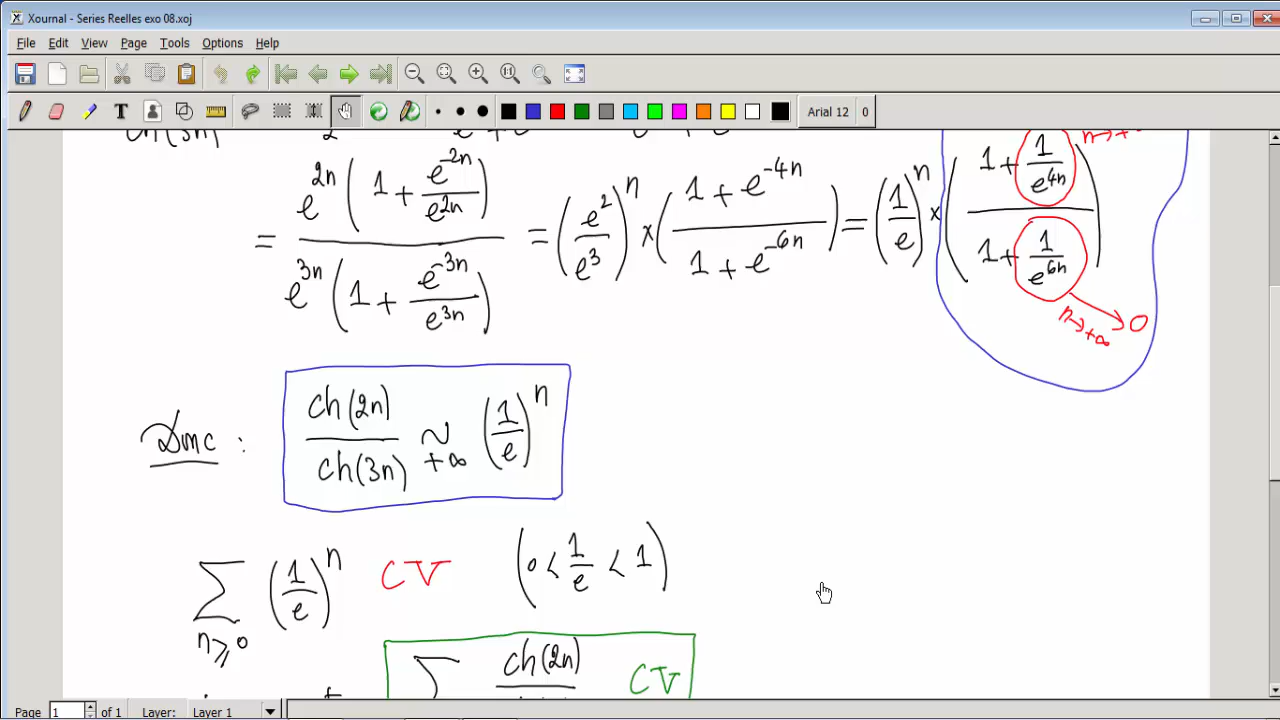 Xournal - Series Reelles exo 08.xoj
File Edit View Page Tools Options Help
Arial 12 0
= e^{2n} (1 + e^{-2n}/e^{2n}) / e^{3n} (1 + e^{-3n}/e^{3n}) = (e^2/e^3)^n × ((1 + e^{-4n})/(1 + e^{-6n})) = (1/e)^n × ((1 + 1/e^{4n})/(1 + 1/e^{6n}))
n→+∞ 0
Donc : ch(2n)/ch(3n) ~_{+∞} (1/e)^n
∑_{n≥0} (1/e)^n CV (0 < 1/e < 1)
∑ ch(2n) CV
Page 1 of 1 Layer: Layer 1